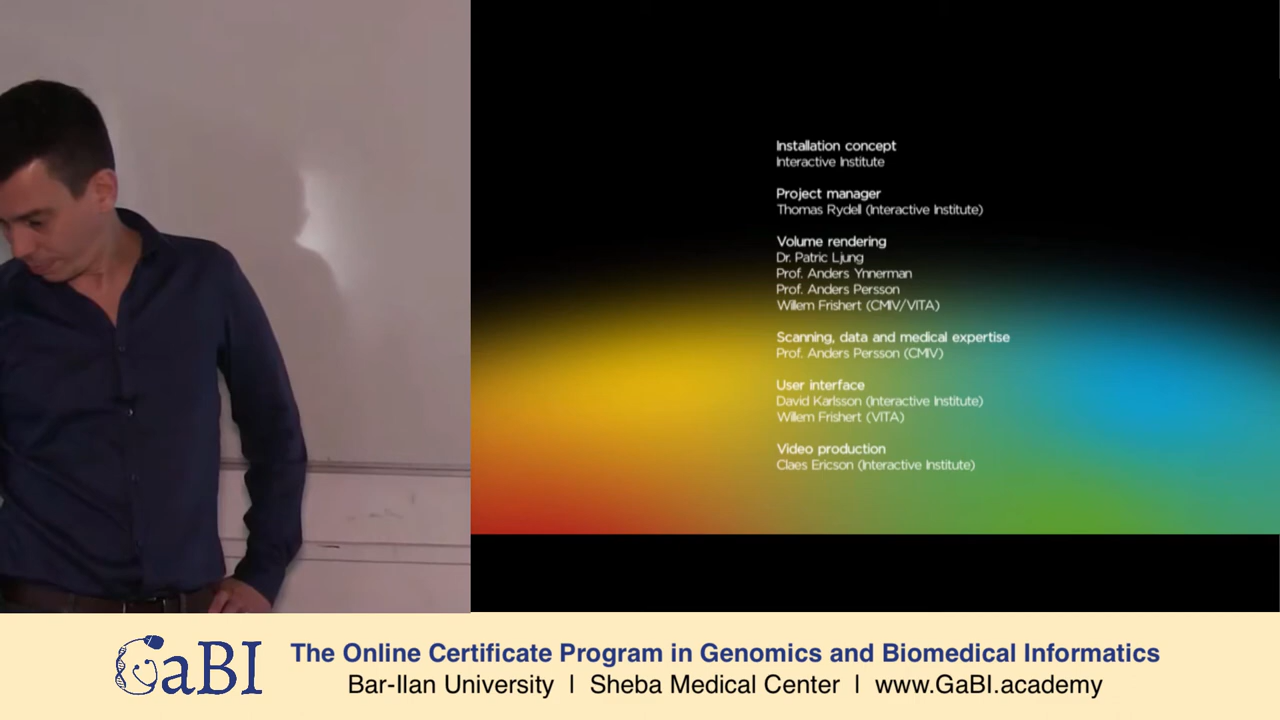 Installation concept
Interactive Institute
Project manager
Thomas Rydell (Interactive Institute)
Volume rendering
Dr. Patric Ljung
Prof. Anders Ynnerman
Prof. Anders Persson
Willem Frishert (CMIV/VITA)
Scanning, data and medical expertise
Prof. Anders Persson (CMIV)
User interface
David Karlsson (Interactive Institute)
Willem Frishert (VITA)
Video production
Claes Ericson (Interactive Institute)
GaBI
The Online Certificate Program in Genomics and Biomedical Informatics
Bar-Ilan University | Sheba Medical Center | www.GaBI.academy